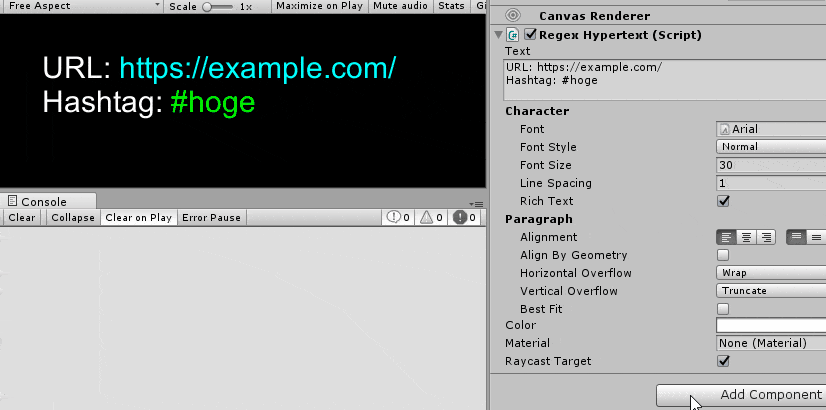 Free Aspect Scale 1x Maximize on Play Mute audio Stats Gi
URL: https://example.com/
Hashtag: #hoge
Console
Clear Collapse Clear on Play Error Pause 0 0 0
Canvas Renderer
Regex Hypertext (Script)
Text
URL: https://example.com/
Hashtag: #hoge
Character
Font Arial
Font Style Normal
Font Size 30
Line Spacing 1
Rich Text
Paragraph
Alignment
Align By Geometry
Horizontal Overflow Wrap
Vertical Overflow Truncate
Best Fit
Color
Material None (Material)
Raycast Target
Add Component